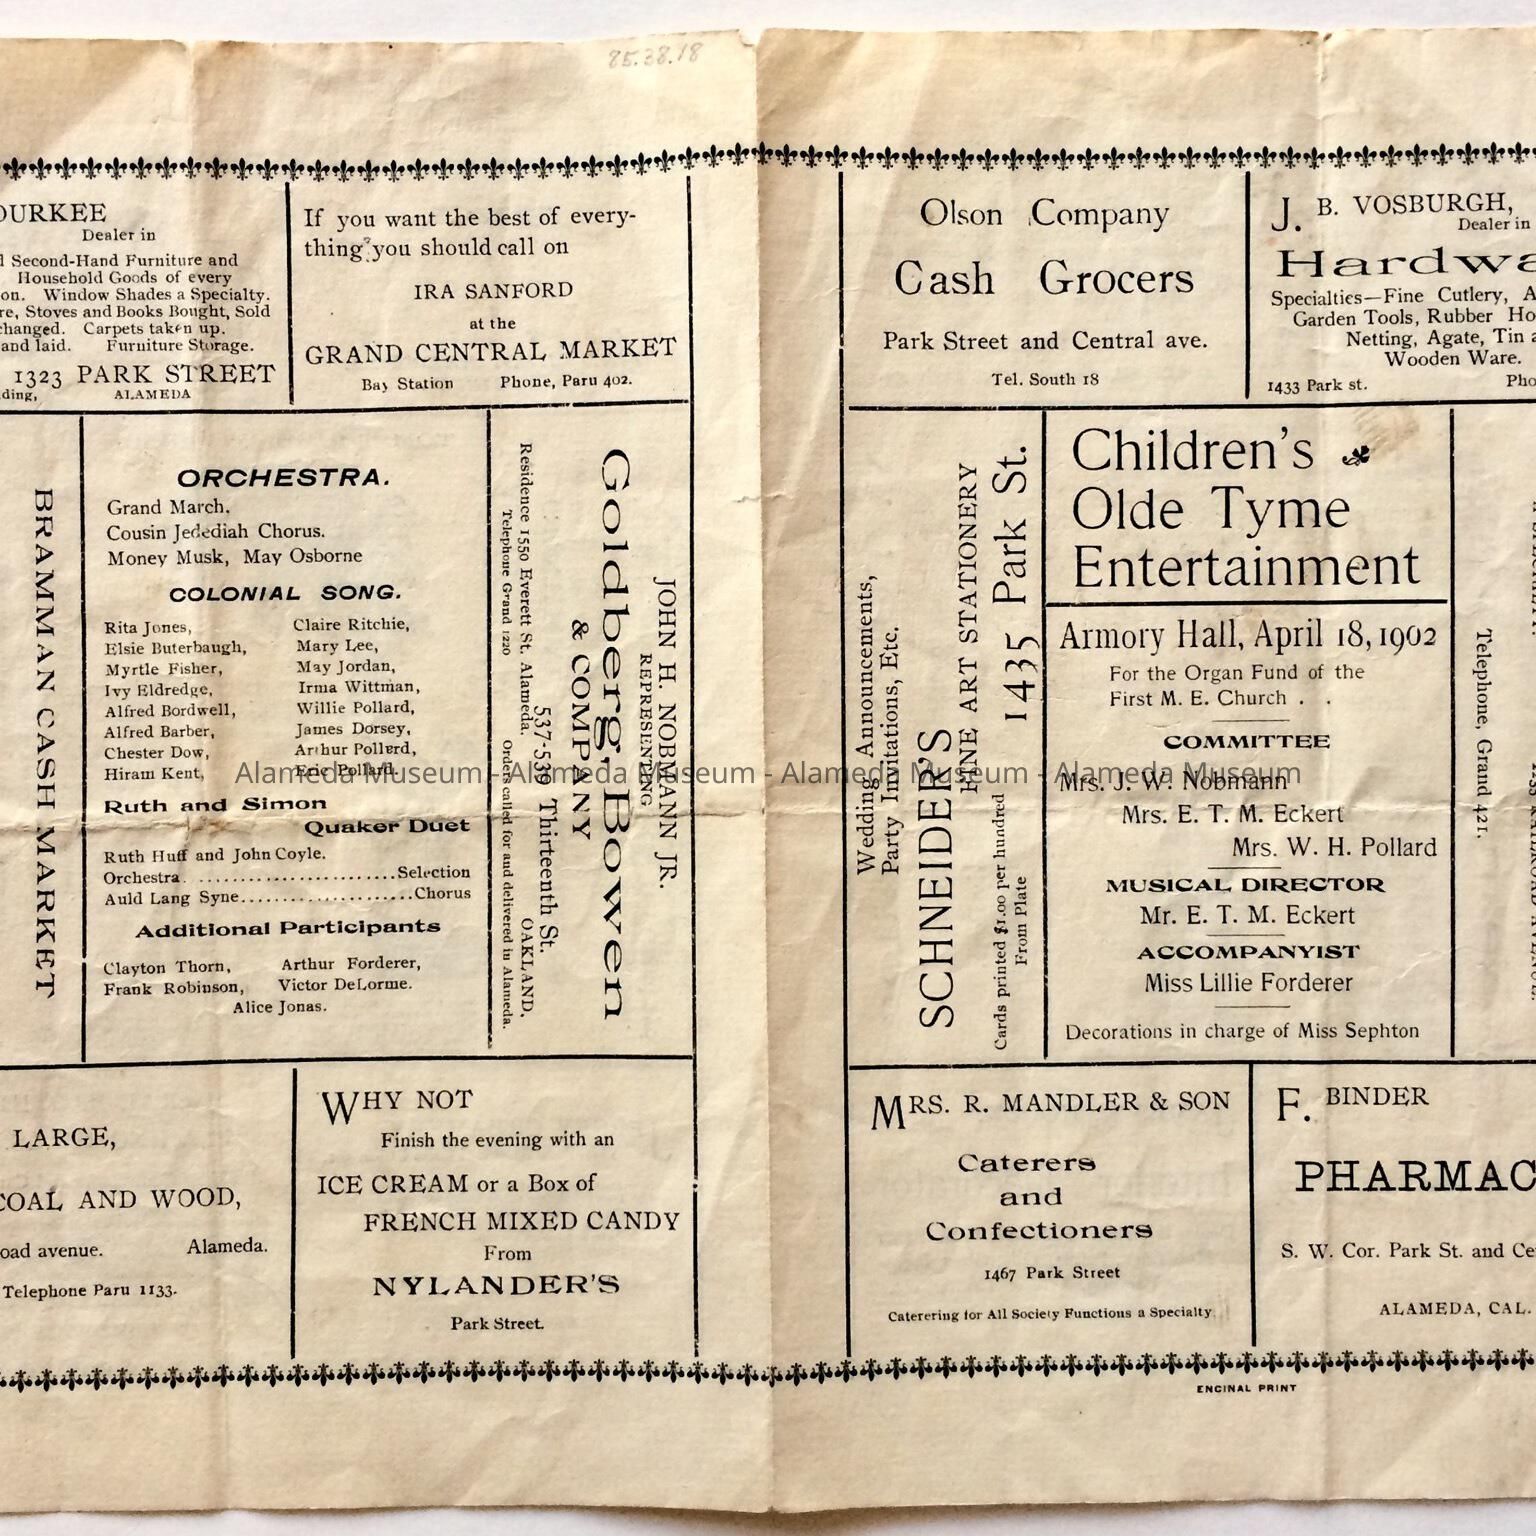 85.38.18
DURKEE
Dealer in
Second-Hand Furniture and
Household Goods of every
on. Window Shades a Specialty.
re, Stoves and Books Bought, Sold
changed. Carpets taken up.
and laid. Furniture Storage.
1323 PARK STREET
ding, ALAMEDA
If you want the best of every-
thing you should call on
IRA SANFORD
at the
GRAND CENTRAL MARKET
Bay Station Phone, Paru 402.
BRAMMAN CASH MARKET
ORCHESTRA.
Grand March.
Cousin Jedediah Chorus.
Money Musk, May Osborne
COLONIAL SONG.
Rita Jones, Claire Ritchie,
Elsie Buterbaugh, Mary Lee,
Myrtle Fisher, May Jordan,
Ivy Eldredge, Irma Wittman,
Alfred Bordwell, Willie Pollard,
Alfred Barber, James Dorsey,
Chester Dow, Arthur Pollard,
Hiram Kent, Eric Pollard.
Ruth and Simon
Quaker Duet
Ruth Huff and John Coyle.
Orchestra. ........................Selection
Auld Lang Syne.....................Chorus
Additional Participants
Clayton Thorn, Arthur Forderer,
Frank Robinson, Victor DeLorme.
Alice Jonas.
JOHN H. NOBMANN JR.
REPRESENTING
Goldberg, Bowen
& COMPANY
537-539 Thirteenth St.
OAKLAND.
Residence 1550 Everett St. Alameda.
Telephone Grand 1220 Orders called for and delivered in Alameda.
LARGE,
COAL AND WOOD,
oad avenue. Alameda.
Telephone Paru 1133.
WHY NOT
Finish the evening with an
ICE CREAM or a Box of
FRENCH MIXED CANDY
From
NYLANDER'S
Park Street.
Olson Company
Cash Grocers
Park Street and Central ave.
Tel. South 18
J. B. VOSBURGH,
Dealer in
Hardwa
Specialties—Fine Cutlery, A
Garden Tools, Rubber Ho
Netting, Agate, Tin a
Wooden Ware.
1433 Park st. Pho
Wedding Announcements,
Party Invitations, Etc.
SCHNEIDER'S
FINE ART STATIONERY
1435 Park St.
Cards printed $1.00 per hundred
From Plate
Children's
Olde Tyme
Entertainment
Armory Hall, April 18, 1902
For the Organ Fund of the
First M. E. Church . .
COMMITTEE
Mrs. J. W. Nobmann
Mrs. E. T. M. Eckert
Mrs. W. H. Pollard
MUSICAL DIRECTOR
Mr. E. T. M. Eckert
ACCOMPANYIST
Miss Lillie Forderer
Decorations in charge of Miss Sephton
Telephone, Grand 421.
MRS. R. MANDLER & SON
Caterers
and
Confectioners
1467 Park Street
Caterering for All Society Functions a Specialty.
F. BINDER
PHARMAC
S. W. Cor. Park St. and Ce
ALAMEDA, CAL.
ENCINAL PRINT
Alameda Museum - Alameda Museum - Alameda Museum - Alameda Museum